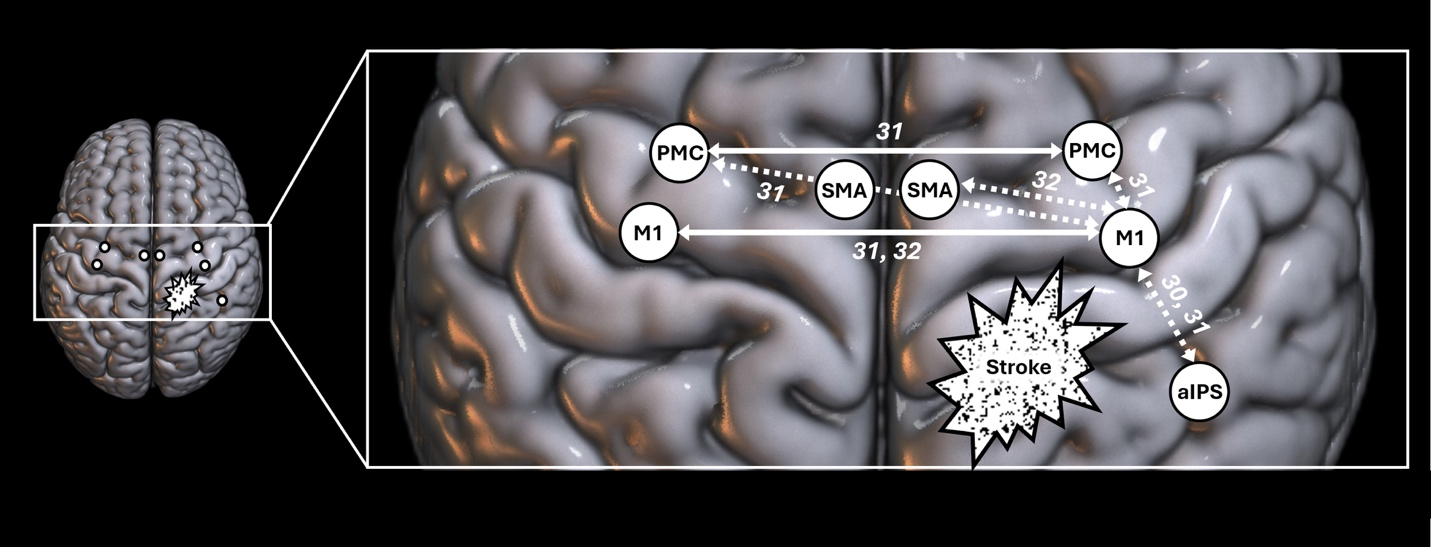 31
PMC
PMC
31
SMA
SMA
32
31
M1
M1
31, 32
30, 31
Stroke
aIPS